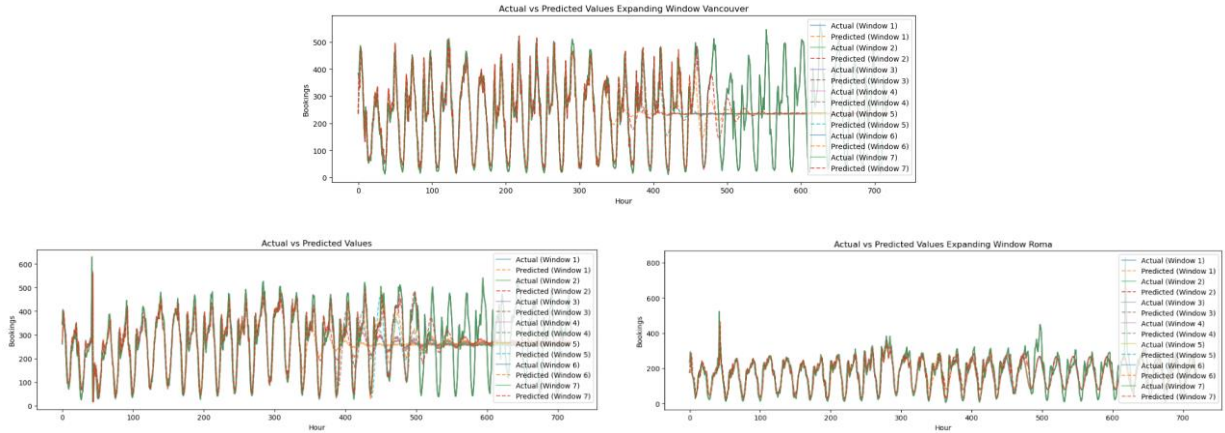 Actual vs Predicted Values Expanding Window Vancouver
Bookings
500
400
300
200
100
0
0
100
200
300
400
500
600
700
Hour
Actual (Window 1)
Predicted (Window 1)
Actual (Window 2)
Predicted (Window 2)
Actual (Window 3)
Predicted (Window 3)
Actual (Window 4)
Predicted (Window 4)
Actual (Window 5)
Predicted (Window 5)
Actual (Window 6)
Predicted (Window 6)
Actual (Window 7)
Predicted (Window 7)
Actual vs Predicted Values
Bookings
600
500
400
300
200
100
0
0
100
200
300
400
500
600
700
Hour
Actual (Window 1)
Predicted (Window 1)
Actual (Window 2)
Predicted (Window 2)
Actual (Window 3)
Predicted (Window 3)
Actual (Window 4)
Predicted (Window 4)
Actual (Window 5)
Predicted (Window 5)
Actual (Window 6)
Predicted (Window 6)
Actual (Window 7)
Predicted (Window 7)
Actual vs Predicted Values Expanding Window Roma
Bookings
800
600
400
200
0
0
100
200
300
400
500
600
700
Hour
Actual (Window 1)
Predicted (Window 1)
Actual (Window 2)
Predicted (Window 2)
Actual (Window 3)
Predicted (Window 3)
Actual (Window 4)
Predicted (Window 4)
Actual (Window 5)
Predicted (Window 5)
Actual (Window 6)
Predicted (Window 6)
Actual (Window 7)
Predicted (Window 7)